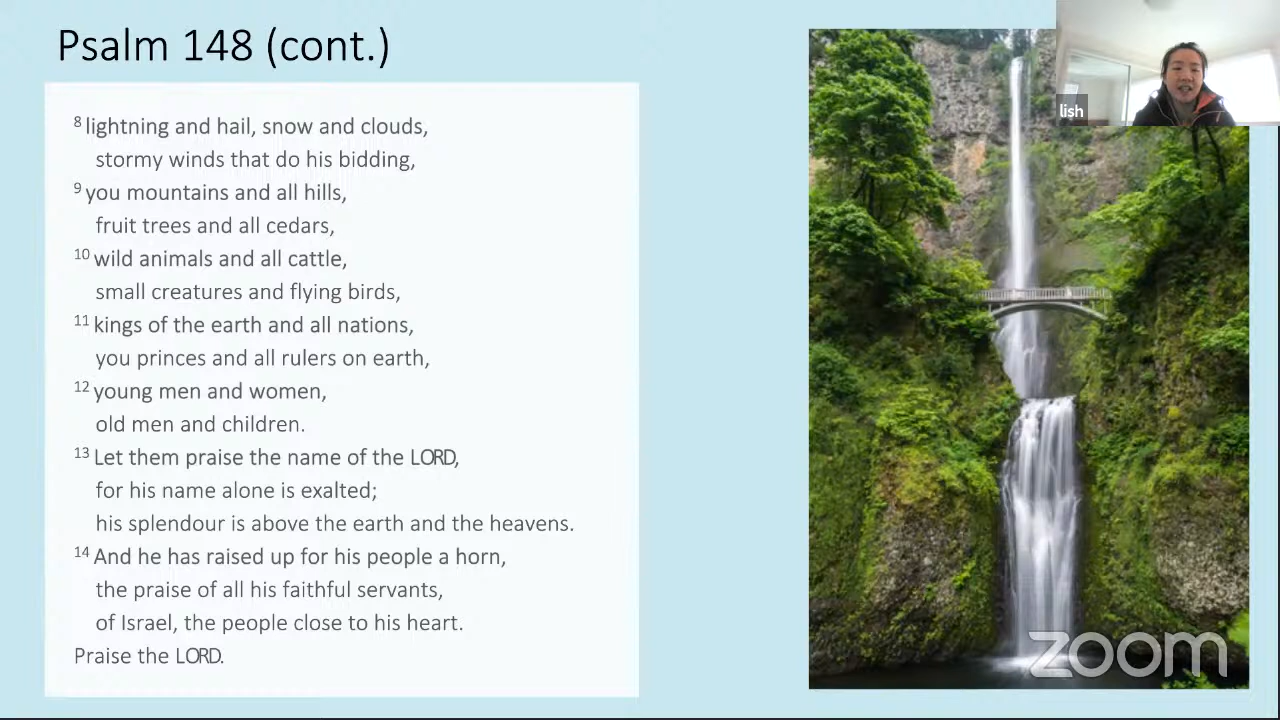 Psalm 148 (cont.)
8 lightning and hail, snow and clouds,
stormy winds that do his bidding,
9 you mountains and all hills,
fruit trees and all cedars,
10 wild animals and all cattle,
small creatures and flying birds,
11 kings of the earth and all nations,
you princes and all rulers on earth,
12 young men and women,
old men and children.
13 Let them praise the name of the LORD,
for his name alone is exalted;
his splendour is above the earth and the heavens.
14 And he has raised up for his people a horn,
the praise of all his faithful servants,
of Israel, the people close to his heart.
Praise the LORD.
lish
zoom